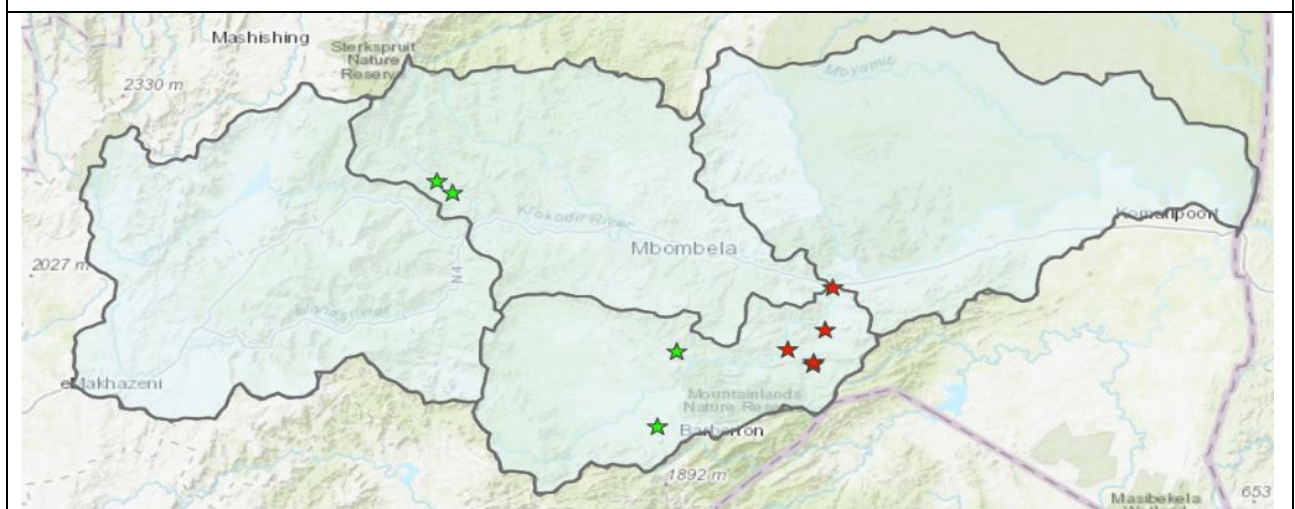 Mashishing
Sterkspruit
Nature
Reserve
2330 m
Mbyamiti
Krokodil River
Komatipoort
Mbombela
2027 m
N4
eMakhazeni
Mountainlands
Nature Reserve
Barberton
1892 m
Masibekela
653